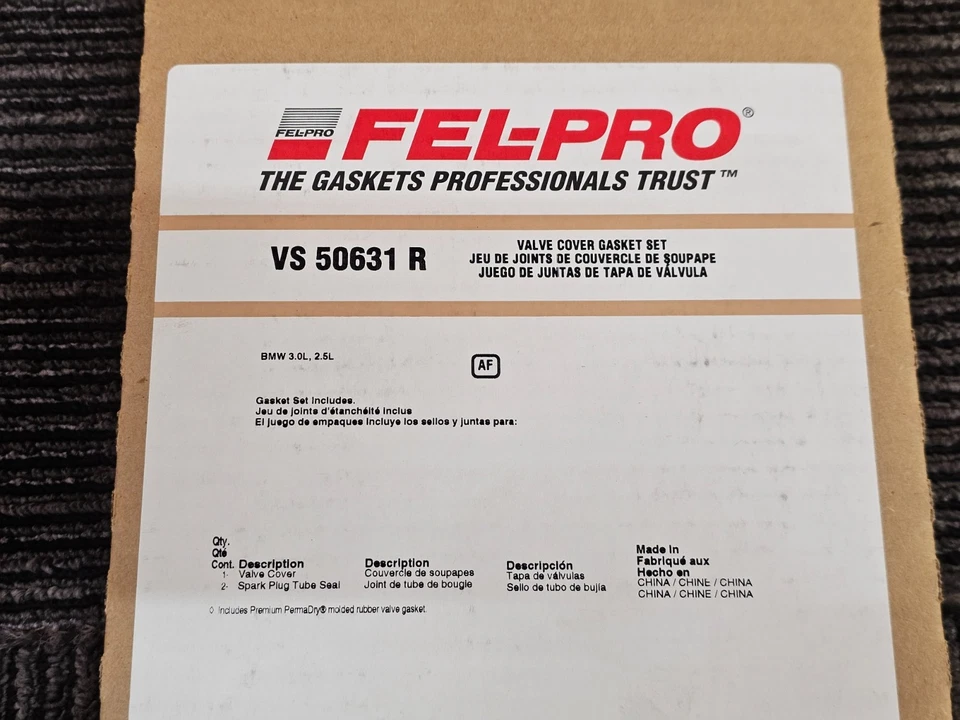 FEL-PRO
FEL-PRO®
THE GASKETS PROFESSIONALS TRUST™
VS 50631 R
VALVE COVER GASKET SET
JEU DE JOINTS DE COUVERCLE DE SOUPAPE
JUEGO DE JUNTAS DE TAPA DE VÁLVULA
BMW 3.0L, 2.5L
AF
Gasket Set Includes.
Jeu de joints d'étanchéité inclus
El juego de empaques incluye los sellos y juntas para:
Qty.
Qté
Cont. Description Description Descripción Made in
Fabriqué aux
Hecho en
1· Valve Cover Couvercle de soupapes Tapa de válvulas CHINA / CHINE / CHINA
2· Spark Plug Tube Seal Joint de tube de bougie Sello de tubo de bujía CHINA / CHINE / CHINA
◊ Includes Premium PermaDry® molded rubber valve gasket.